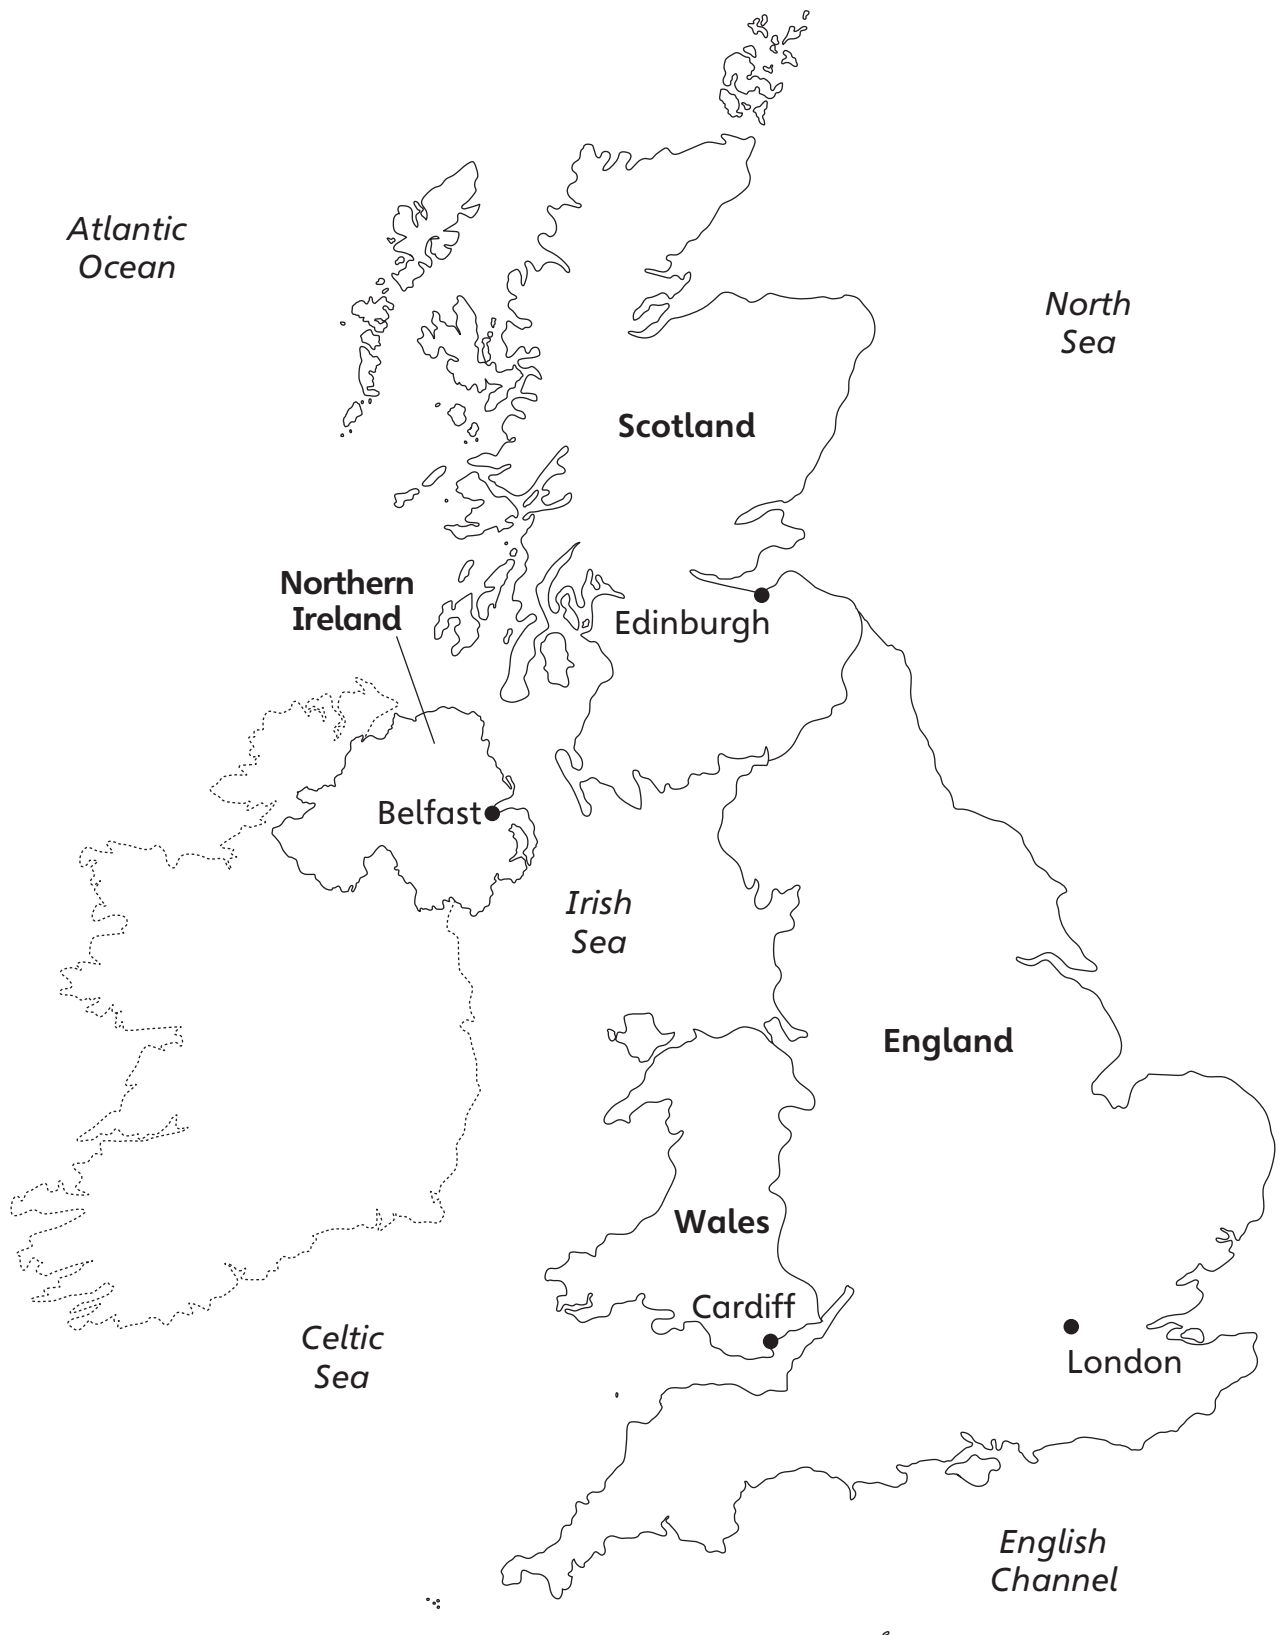 Atlantic
Ocean
North
Sea
Scotland
Northern
Ireland
Edinburgh
Belfast
Irish
Sea
England
Wales
Cardiff
Celtic
Sea
London
English
Channel